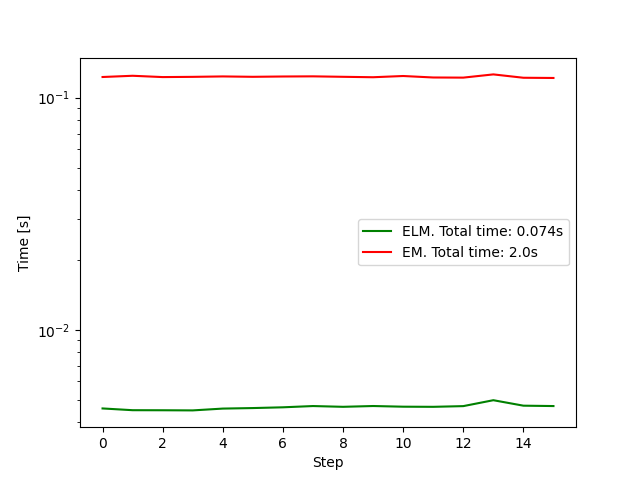 10⁻¹
10⁻²
Time [s]
ELM. Total time: 0.074s
EM. Total time: 2.0s
0 2 4 6 8 10 12 14
Step